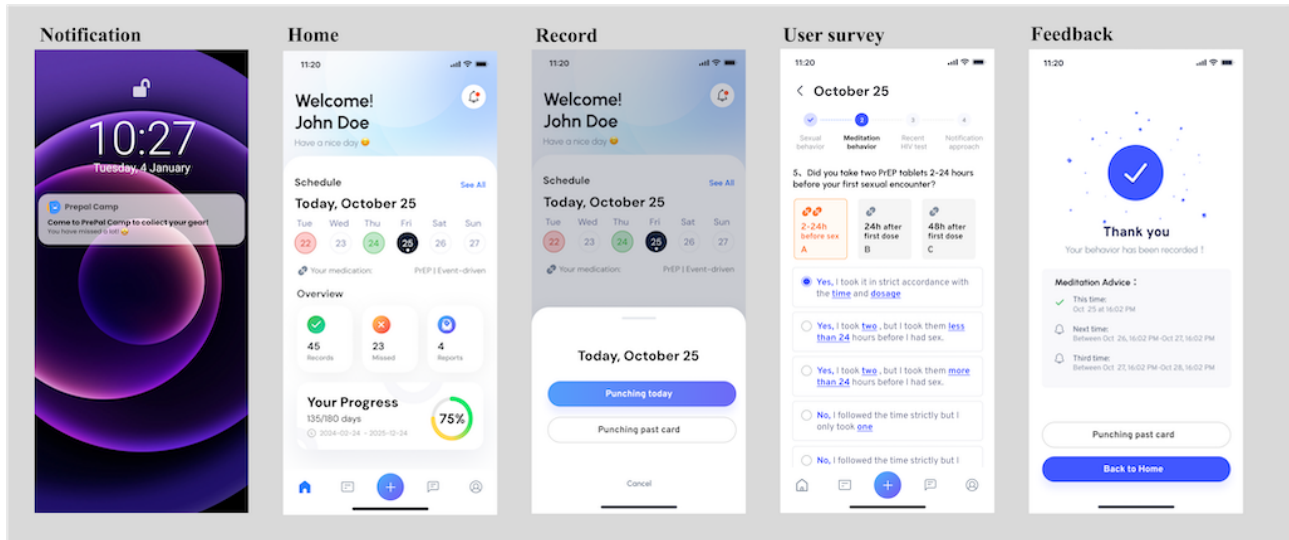 Notification
10:27
Tuesday, 4 January
Prepal Camp
Come to PrePal Camp to collect your gear!
You have missed a lot!
Home
11:20
Welcome!
John Doe
Have a nice day
Schedule
See All
Today, October 25
Tue Wed Thu Fri Sat Sun
22 23 24 25 26 27
Your medication: PrEP | Event-driven
Overview
45 23 4
Records Missed Reports
Your Progress
135/180 days
2024-02-24 - 2025-12-24
75%
Record
11:20
Welcome!
John Doe
Have a nice day
Schedule
See All
Today, October 25
Tue Wed Thu Fri Sat Sun
22 23 24 25 26 27
Your medication: PrEP | Event-driven
Today, October 25
Punching today
Punching past card
Cancel
User survey
11:20
October 25
2 3 4
Sexual Meditation Recent Notification
behavior behavior HIV test approach
5、Did you take two PrEP tablets 2-24 hours
before your first sexual encounter?
2-24h 24h after 48h after
before sex first dose first dose
A B C
Yes, I took it in strict accordance with
the time and dosage
Yes, I took two , but I took them less
than 24 hours before I had sex.
Yes, I took two , but I took them more
than 24 hours before I had sex.
No, I followed the time strictly but I
only took one
No, I followed the time strictly but I
Feedback
11:20
Thank you
Your behavior has been recorded !
Meditation Advice：
This time:
Oct 25 at 16:02 PM
Next time:
Between Oct 26, 16:02 PM-Oct 27, 16:02 PM
Third time:
Between Oct 27, 16:02 PM-Oct 28, 16:02 PM
Punching past card
Back to Home